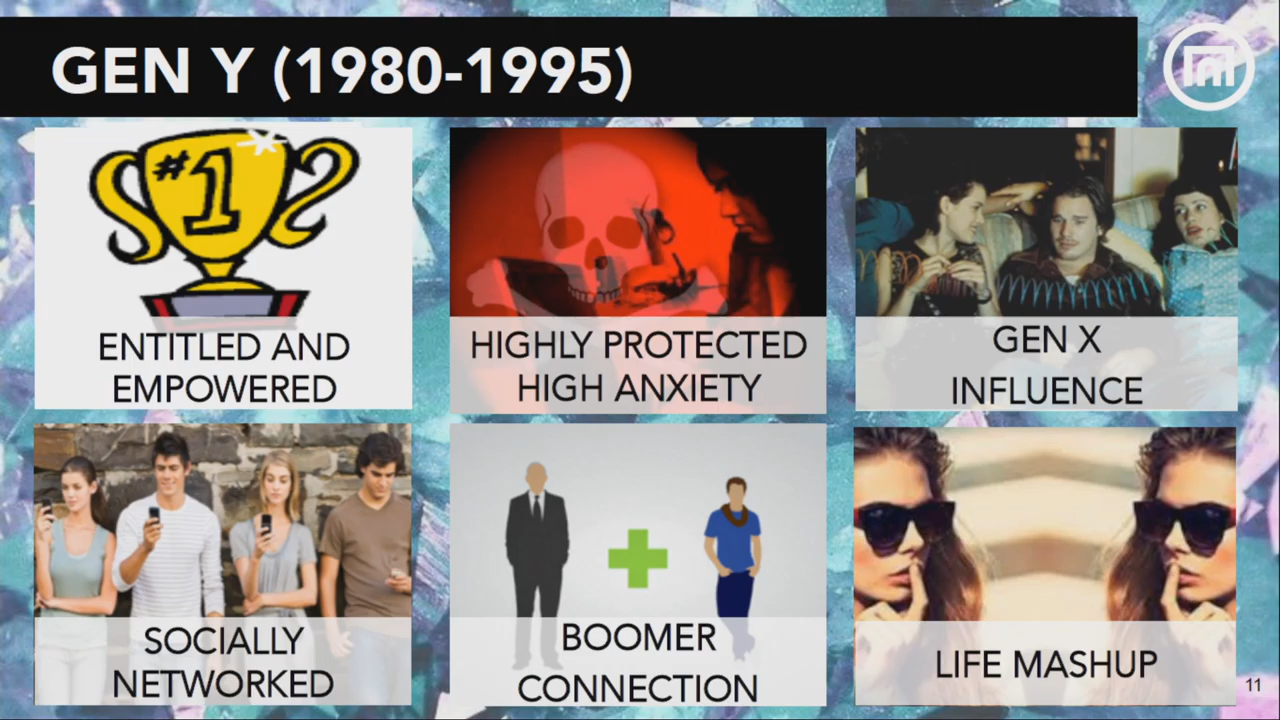 GEN Y (1980-1995)
#1
ENTITLED AND
EMPOWERED
HIGHLY PROTECTED
HIGH ANXIETY
GEN X
INFLUENCE
SOCIALLY
NETWORKED
BOOMER
CONNECTION
LIFE MASHUP
11